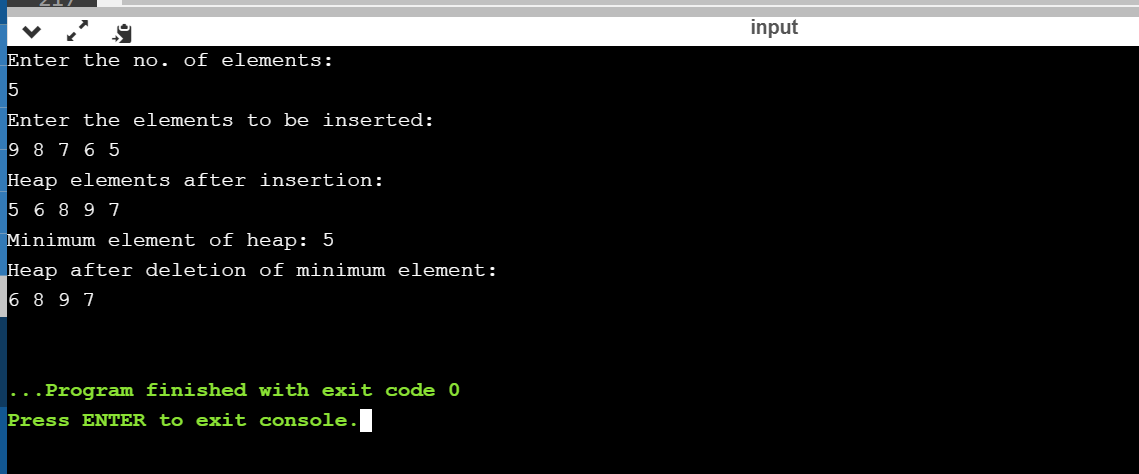 217
input
Enter the no. of elements:
5
Enter the elements to be inserted:
9 8 7 6 5
Heap elements after insertion:
5 6 8 9 7
Minimum element of heap: 5
Heap after deletion of minimum element:
6 8 9 7
...Program finished with exit code 0
Press ENTER to exit console.